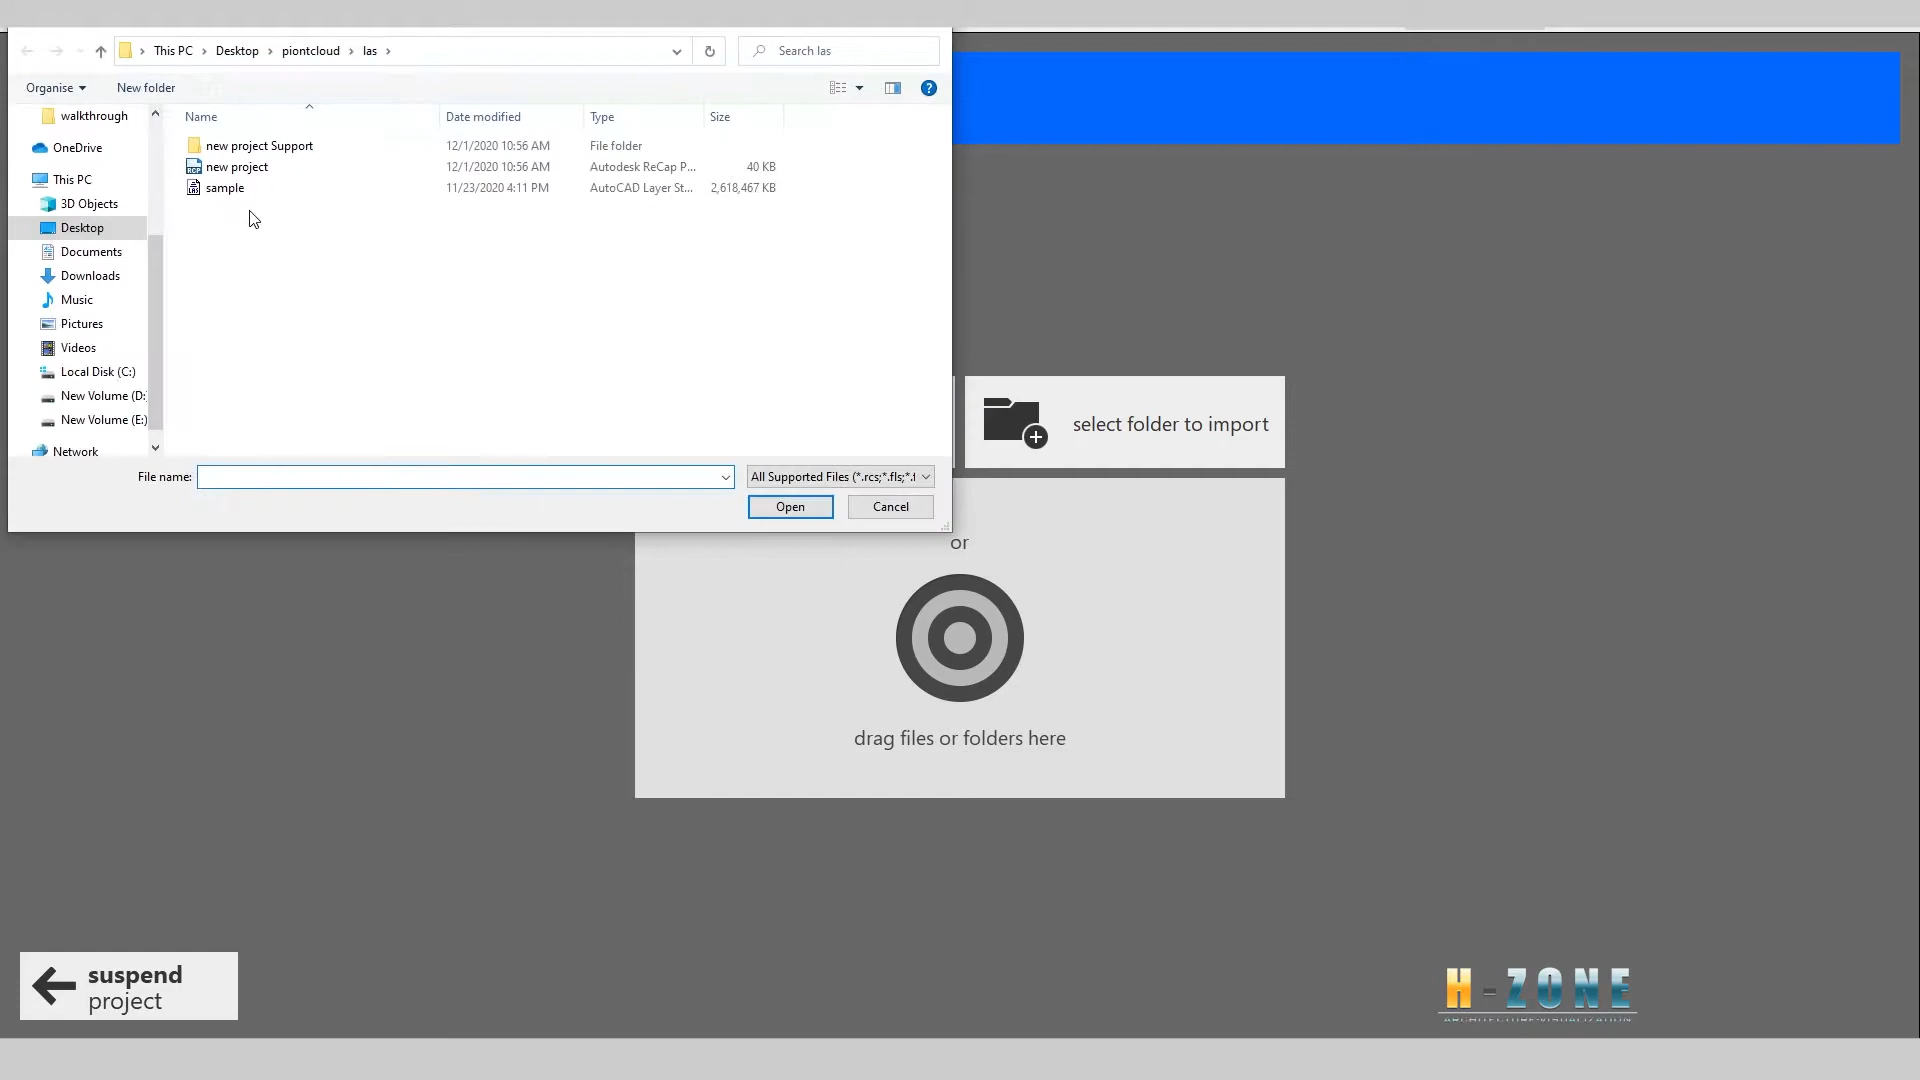 This PC > Desktop > piontcloud > las >
Search las
Organise
New folder
Name
Date modified
Type
Size
new project Support
12/1/2020 10:56 AM
File folder
new project
12/1/2020 10:56 AM
Autodesk ReCap P...
40 KB
sample
11/23/2020 4:11 PM
AutoCAD Layer St...
2,618,467 KB
walkthrough
OneDrive
This PC
3D Objects
Desktop
Documents
Downloads
Music
Pictures
Videos
Local Disk (C:)
New Volume (D:
New Volume (E:)
Network
File name:
All Supported Files (*.rcs;*.fls;*.f
Open
Cancel
select folder to import
or
drag files or folders here
suspend
project
H-ZONE
ARCHITECTURE-VISUALIZATION